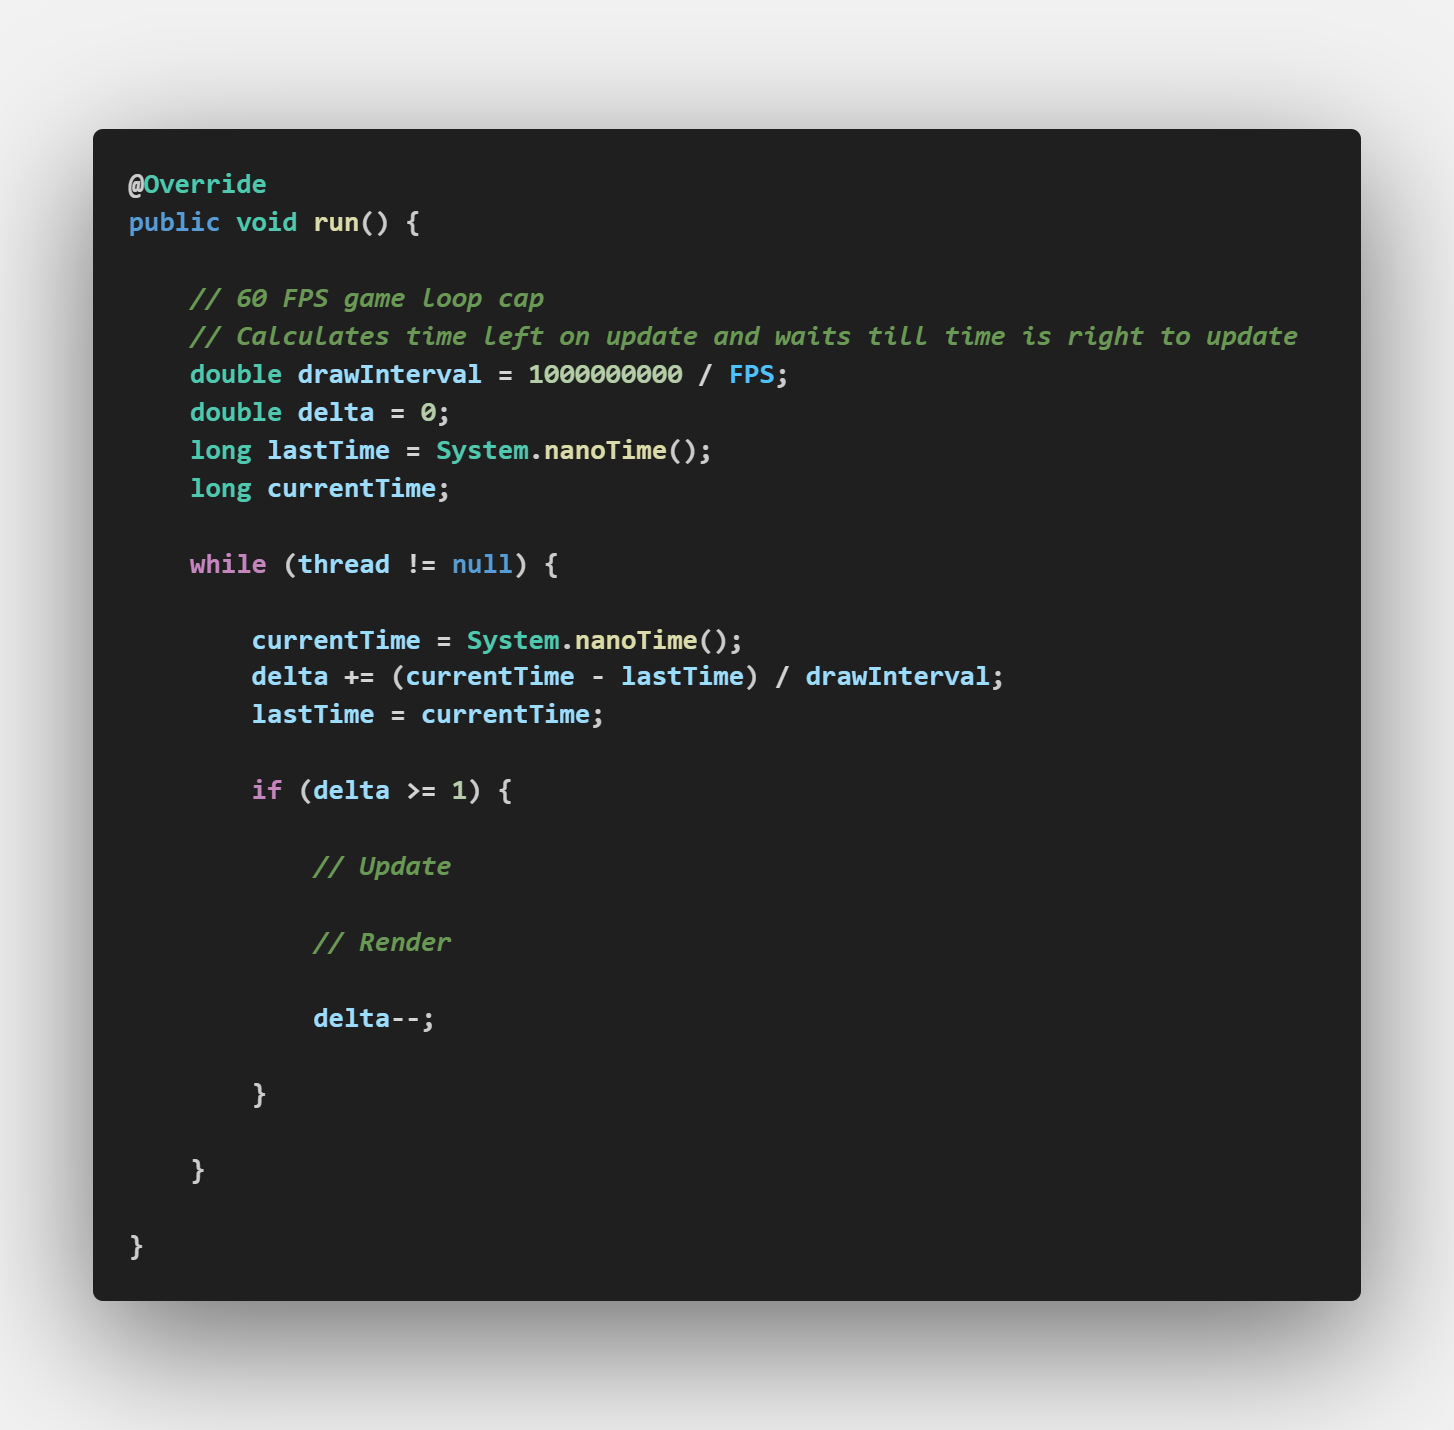 @Override
public void run() {
    // 60 FPS game loop cap
    // Calculates time left on update and waits till time is right to update
    double drawInterval = 1000000000 / FPS;
    double delta = 0;
    long lastTime = System.nanoTime();
    long currentTime;
    while (thread != null) {
        currentTime = System.nanoTime();
        delta += (currentTime - lastTime) / drawInterval;
        lastTime = currentTime;
        if (delta >= 1) {
            // Update
            // Render
            delta--;
        }
    }
}